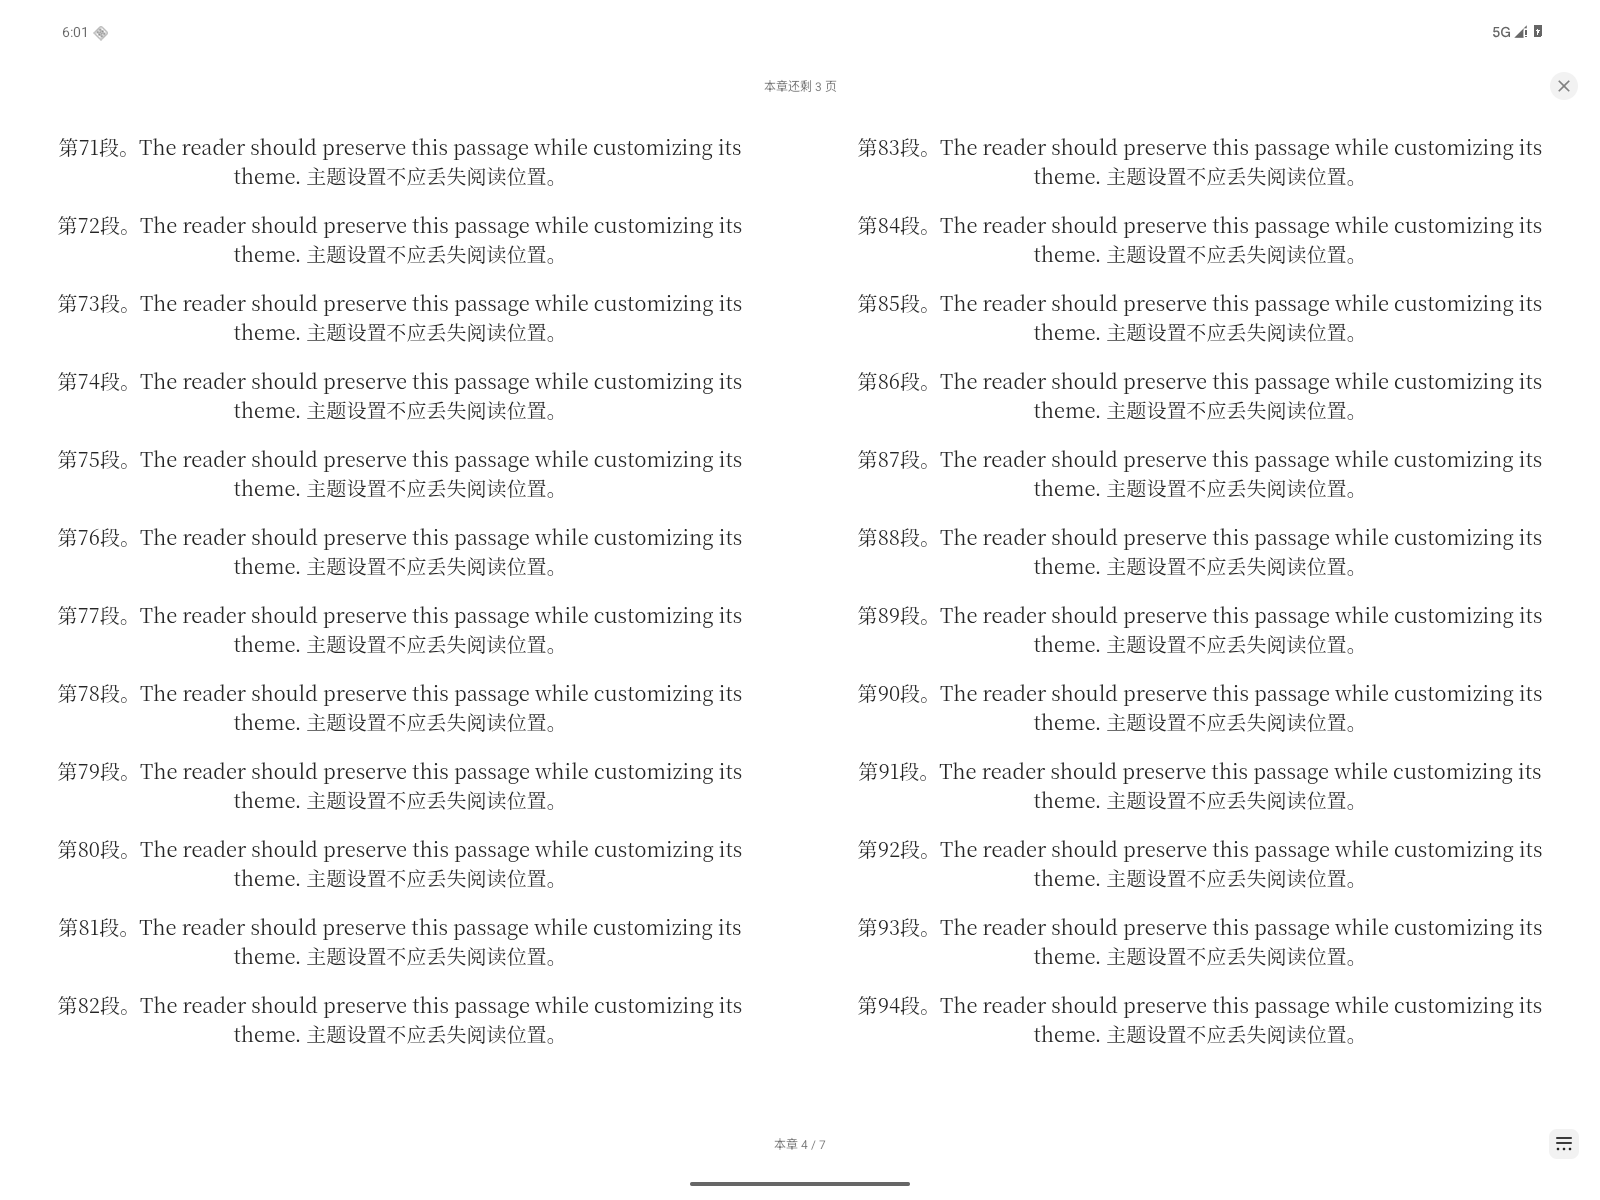 6:01
5G
本章还剩 3 页
第71段。The reader should preserve this passage while customizing its
theme. 主题设置不应丢失阅读位置。
第72段。The reader should preserve this passage while customizing its
theme. 主题设置不应丢失阅读位置。
第73段。The reader should preserve this passage while customizing its
theme. 主题设置不应丢失阅读位置。
第74段。The reader should preserve this passage while customizing its
theme. 主题设置不应丢失阅读位置。
第75段。The reader should preserve this passage while customizing its
theme. 主题设置不应丢失阅读位置。
第76段。The reader should preserve this passage while customizing its
theme. 主题设置不应丢失阅读位置。
第77段。The reader should preserve this passage while customizing its
theme. 主题设置不应丢失阅读位置。
第78段。The reader should preserve this passage while customizing its
theme. 主题设置不应丢失阅读位置。
第79段。The reader should preserve this passage while customizing its
theme. 主题设置不应丢失阅读位置。
第80段。The reader should preserve this passage while customizing its
theme. 主题设置不应丢失阅读位置。
第81段。The reader should preserve this passage while customizing its
theme. 主题设置不应丢失阅读位置。
第82段。The reader should preserve this passage while customizing its
theme. 主题设置不应丢失阅读位置。
第83段。The reader should preserve this passage while customizing its
theme. 主题设置不应丢失阅读位置。
第84段。The reader should preserve this passage while customizing its
theme. 主题设置不应丢失阅读位置。
第85段。The reader should preserve this passage while customizing its
theme. 主题设置不应丢失阅读位置。
第86段。The reader should preserve this passage while customizing its
theme. 主题设置不应丢失阅读位置。
第87段。The reader should preserve this passage while customizing its
theme. 主题设置不应丢失阅读位置。
第88段。The reader should preserve this passage while customizing its
theme. 主题设置不应丢失阅读位置。
第89段。The reader should preserve this passage while customizing its
theme. 主题设置不应丢失阅读位置。
第90段。The reader should preserve this passage while customizing its
theme. 主题设置不应丢失阅读位置。
第91段。The reader should preserve this passage while customizing its
theme. 主题设置不应丢失阅读位置。
第92段。The reader should preserve this passage while customizing its
theme. 主题设置不应丢失阅读位置。
第93段。The reader should preserve this passage while customizing its
theme. 主题设置不应丢失阅读位置。
第94段。The reader should preserve this passage while customizing its
theme. 主题设置不应丢失阅读位置。
本章 4 / 7